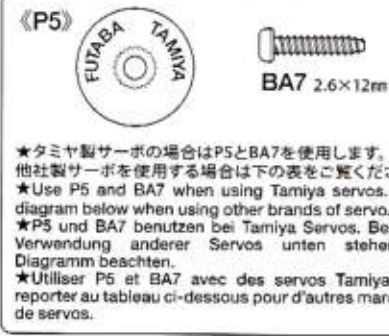 《P5》
FUTABA TAMIYA
BA7 2.6×12mm
★タミヤ製サーボの場合はP5とBA7を使用します。
他社製サーボを使用する場合は下の表をご覧くださ
★Use P5 and BA7 when using Tamiya servos.
diagram below when using other brands of servo.
★P5 und BA7 benutzen bei Tamiya Servos. Be
Verwendung anderer Servos unten steher
Diagramm beachten.
★Utiliser P5 et BA7 avec des servos Tamiya
reporter au tableau ci-dessous pour d'autres mar
de servos.